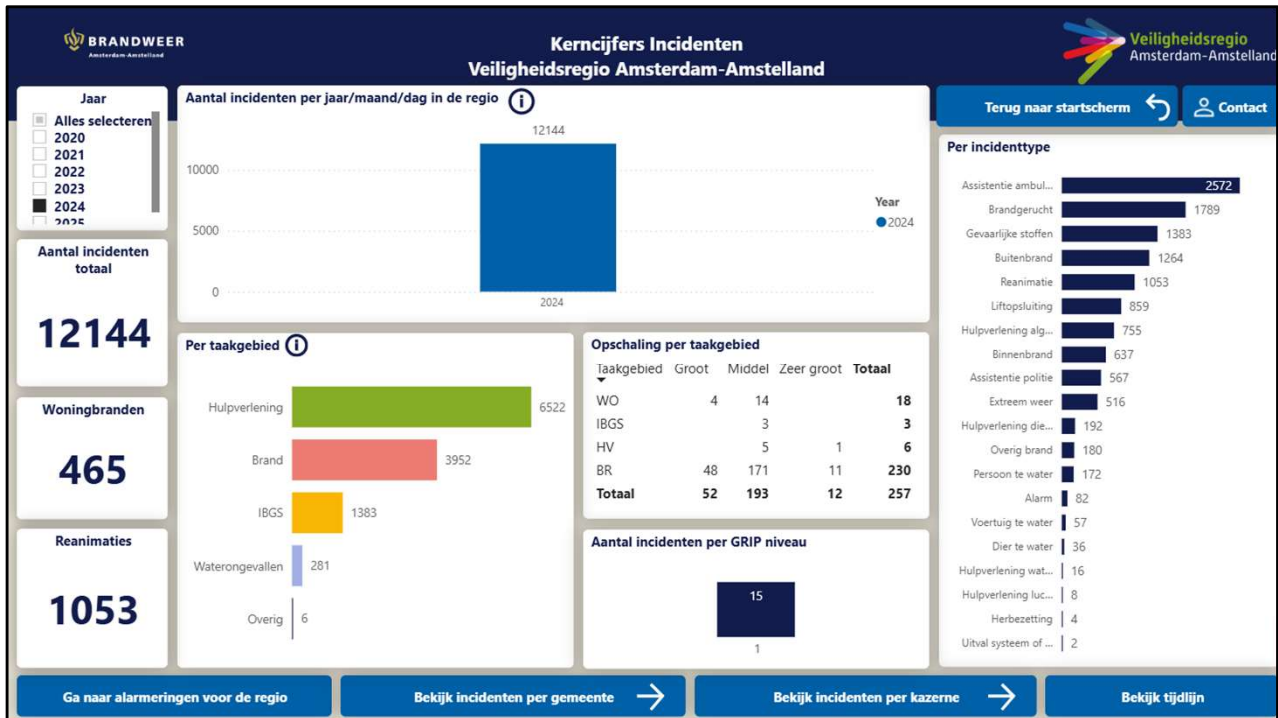 BRANDWEER
Amsterdam-Amstelland
Kerncijfers Incidenten
Veiligheidsregio Amsterdam-Amstelland
Veiligheidsregio
Amsterdam-Amstelland
Jaar
Alles selecteren
2020
2021
2022
2023
2024
2025
Aantal incidenten totaal
12144
Woningbranden
465
Reanimaties
1053
Aantal incidenten per jaar/maand/dag in de regio
12144
10000
5000
0
2024
Year
2024
Per taakgebied
Hulpverlening 6522
Brand 3952
IBGS 1383
Waterongevallen 281
Overig 6
Opschaling per taakgebied
Taakgebied Groot Middel Zeer groot Totaal
WO 4 14 18
IBGS 3 3
HV 5 1 6
BR 48 171 11 230
Totaal 52 193 12 257
Aantal incidenten per GRIP niveau
15
1
Terug naar startscherm
Contact
Per incidenttype
Assistentie ambul... 2572
Brandgerucht 1789
Gevaarlijke stoffen 1383
Buitenbrand 1264
Reanimatie 1053
Liftopsluiting 859
Hulpverlening alg... 755
Binnenbrand 637
Assistentie politie 567
Extreem weer 516
Hulpverlening die... 192
Overig brand 180
Persoon te water 172
Alarm 82
Voertuig te water 57
Dier te water 36
Hulpverlening wat... 16
Hulpverlening luc... 8
Herbezetting 4
Uitval systeem of ... 2
Ga naar alarmeringen voor de regio
Bekijk incidenten per gemeente
Bekijk incidenten per kazerne
Bekijk tijdlijn